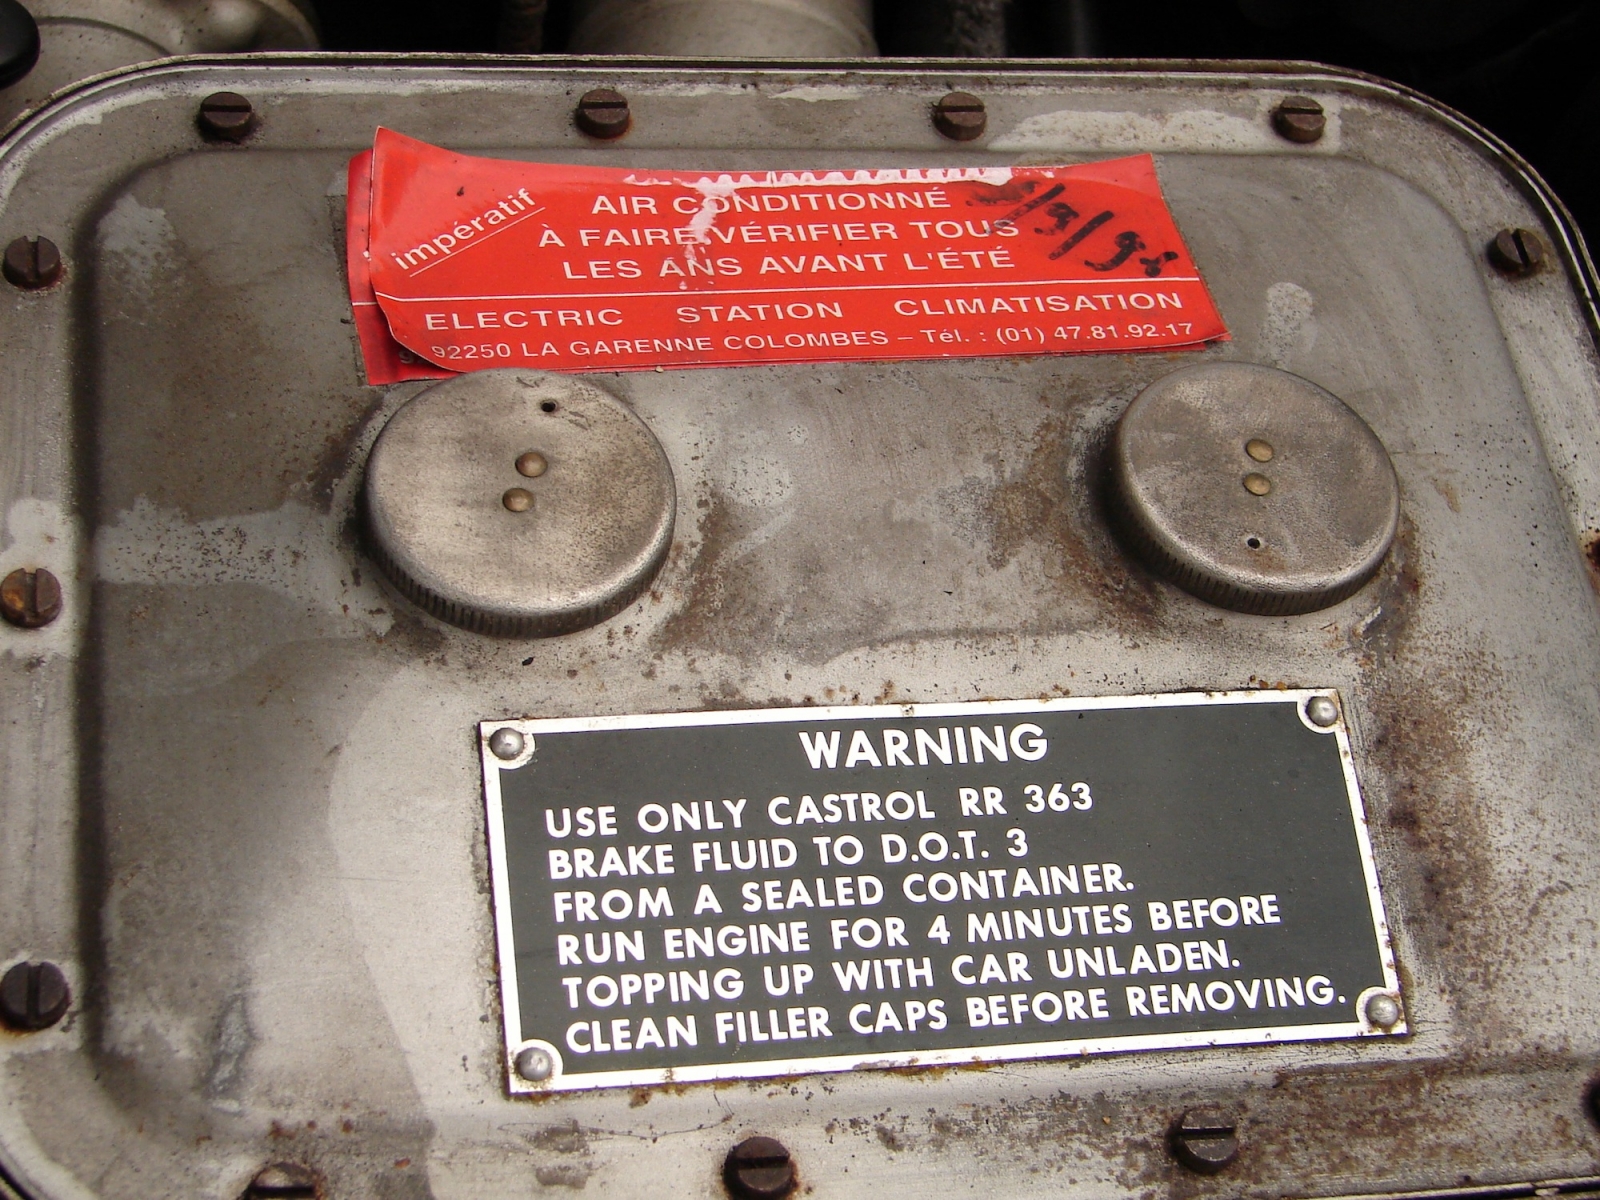 impératif
AIR CONDITIONNÉ
À FAIRE VÉRIFIER TOUS
LES ANS AVANT L'ÉTÉ
ELECTRIC STATION CLIMATISATION
92250 LA GARENNE COLOMBES – Tél. : (01) 47.81.92.17
WARNING
USE ONLY CASTROL RR 363
BRAKE FLUID TO D.O.T. 3
FROM A SEALED CONTAINER.
RUN ENGINE FOR 4 MINUTES BEFORE
TOPPING UP WITH CAR UNLADEN.
CLEAN FILLER CAPS BEFORE REMOVING.